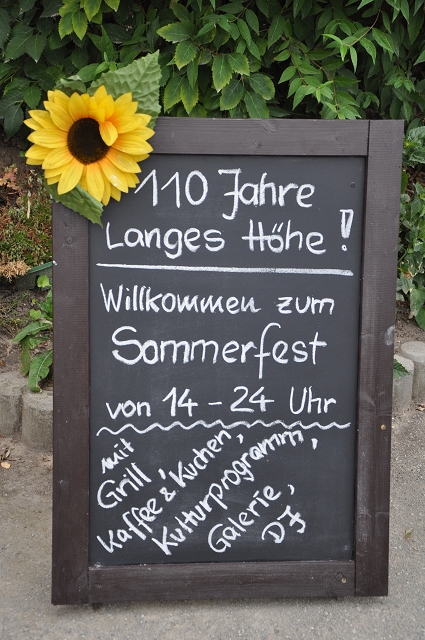 110 Jahre
Langes Höhe!
Willkommen zum
Sommerfest
von 14 - 24 Uhr
mit
Grill,
Kaffee & Kuchen,
Kulturprogramm,
Galerie,
DJ